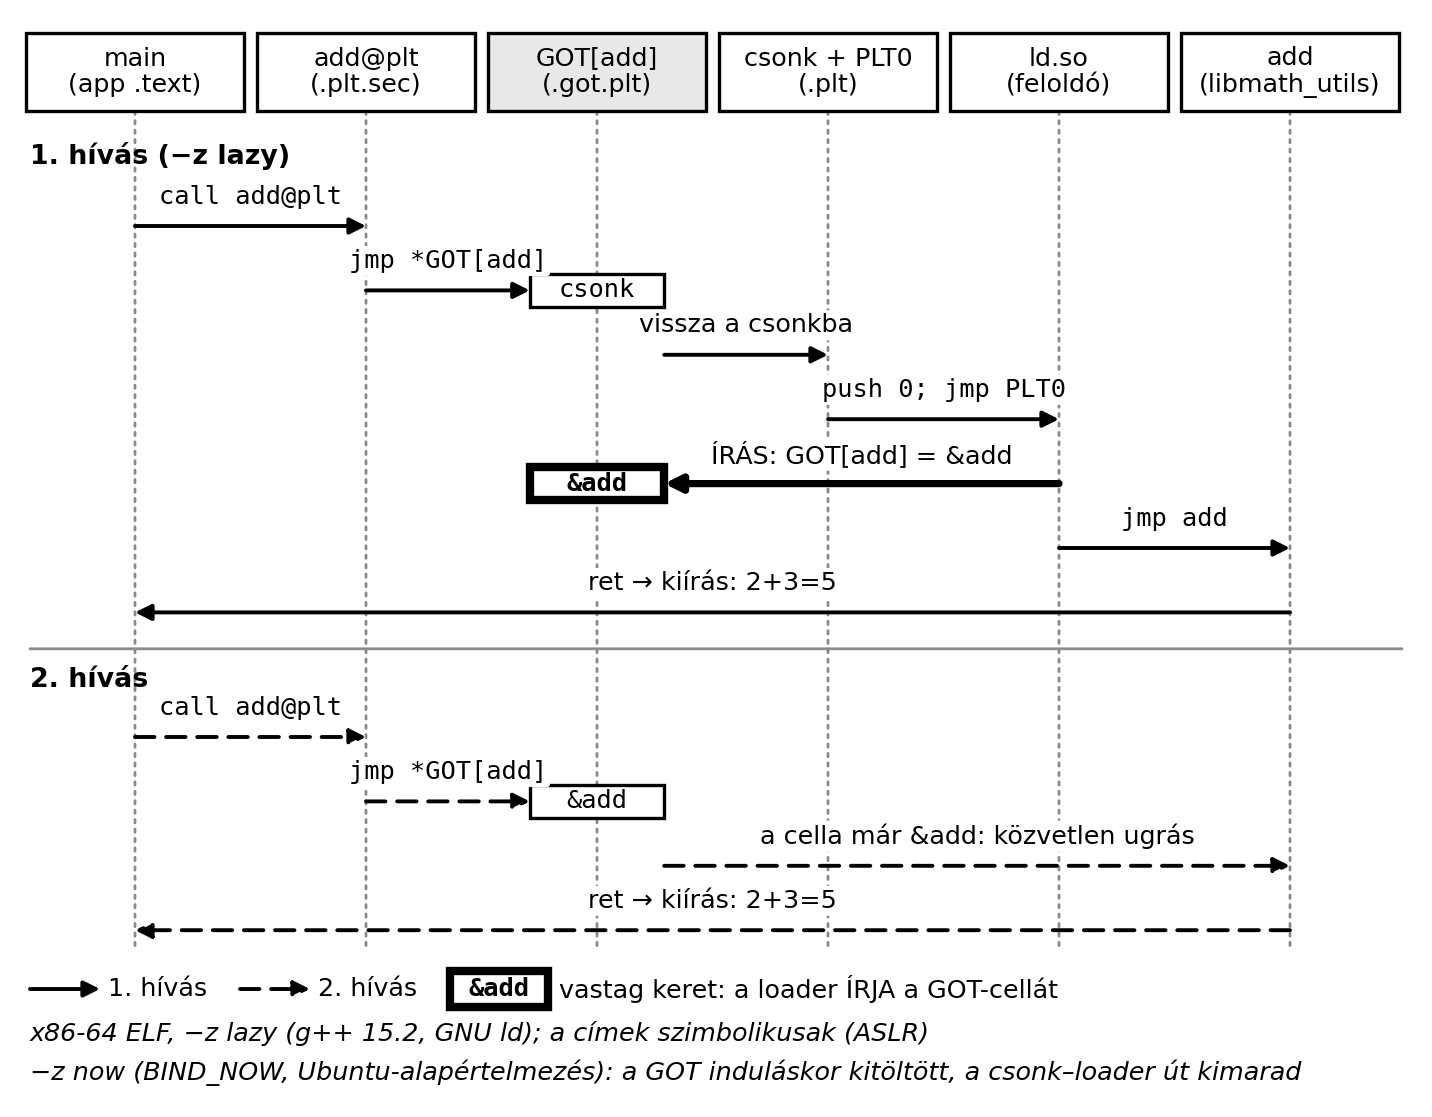 main
(app .text)
add@plt
(.plt.sec)
GOT[add]
(.got.plt)
csonk + PLT0
(.plt)
ld.so
(feloldó)
add
(libmath_utils)
1. hívás (−z lazy)
call add@plt
jmp *GOT[add]
csonk
vissza a csonkba
push 0; jmp PLT0
ÍRÁS: GOT[add] = &add
&add
jmp add
ret → kiírás: 2+3=5
2. hívás
call add@plt
jmp *GOT[add]
&add
a cella már &add: közvetlen ugrás
ret → kiírás: 2+3=5
1. hívás
2. hívás
&add
vastag keret: a loader ÍRJA a GOT-cellát
x86-64 ELF, −z lazy (g++ 15.2, GNU ld); a címek szimbolikusak (ASLR)
−z now (BIND_NOW, Ubuntu-alapértelmezés): a GOT induláskor kitöltött, a csonk–loader út kimarad